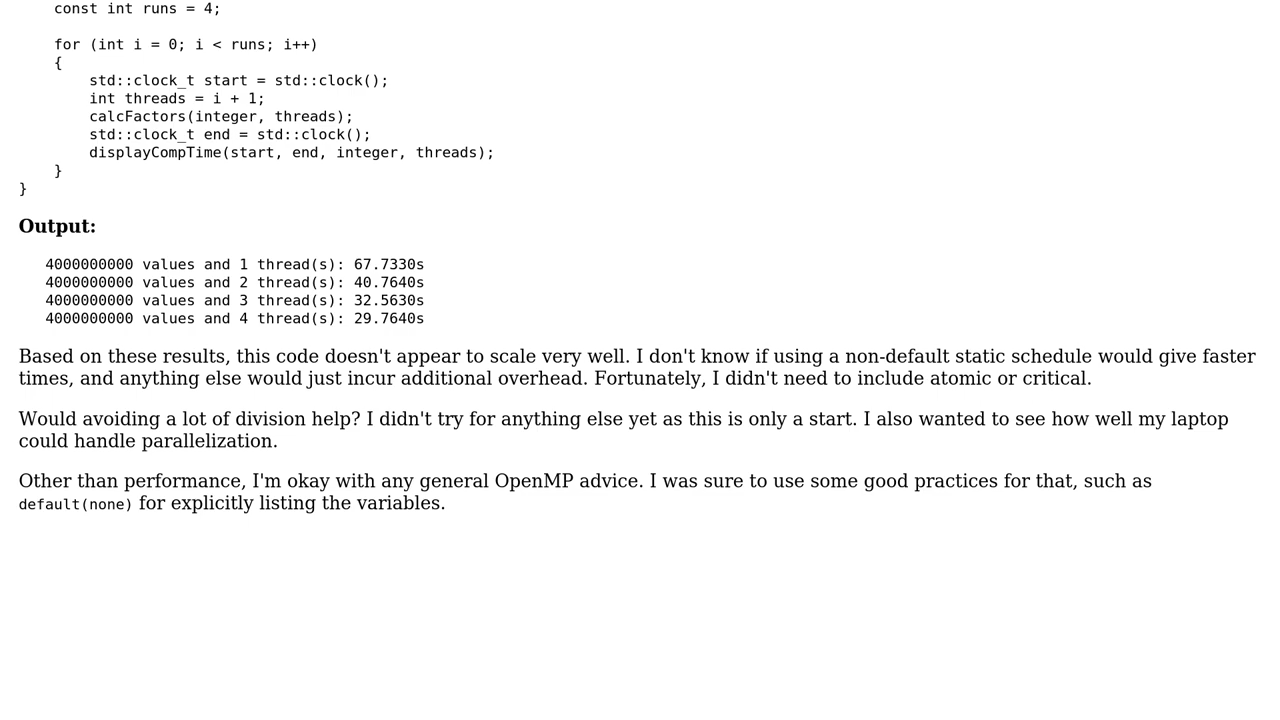 const int runs = 4;

    for (int i = 0; i < runs; i++)
    {
        std::clock_t start = std::clock();
        int threads = i + 1;
        calcFactors(integer, threads);
        std::clock_t end = std::clock();
        displayCompTime(start, end, integer, threads);
    }
}
Output:
   4000000000 values and 1 thread(s): 67.7330s
   4000000000 values and 2 thread(s): 40.7640s
   4000000000 values and 3 thread(s): 32.5630s
   4000000000 values and 4 thread(s): 29.7640s
Based on these results, this code doesn't appear to scale very well. I don't know if using a non-default static schedule would give faster
times, and anything else would just incur additional overhead. Fortunately, I didn't need to include atomic or critical.
Would avoiding a lot of division help? I didn't try for anything else yet as this is only a start. I also wanted to see how well my laptop
could handle parallelization.
Other than performance, I'm okay with any general OpenMP advice. I was sure to use some good practices for that, such as
default(none) for explicitly listing the variables.